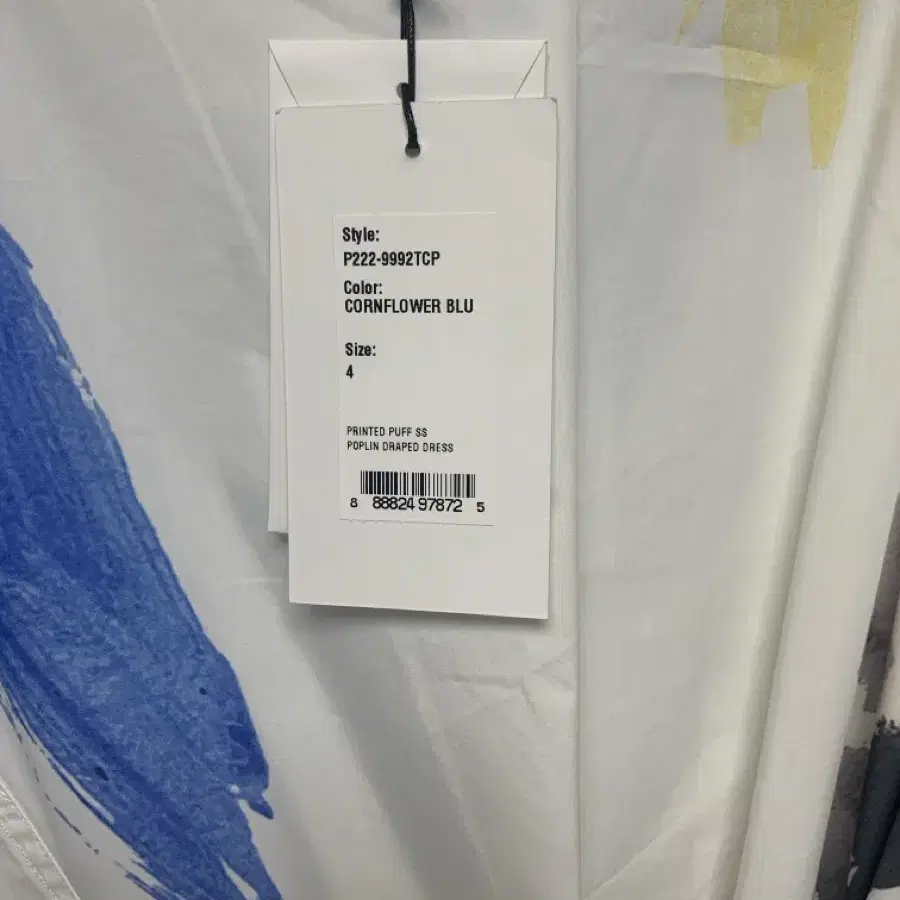 Style:
P222-9992TCP
Color:
CORNFLOWER BLU
Size:
4
PRINTED PUFF SS
POPLIN DRAPED DRESS
8 88824 97872 5